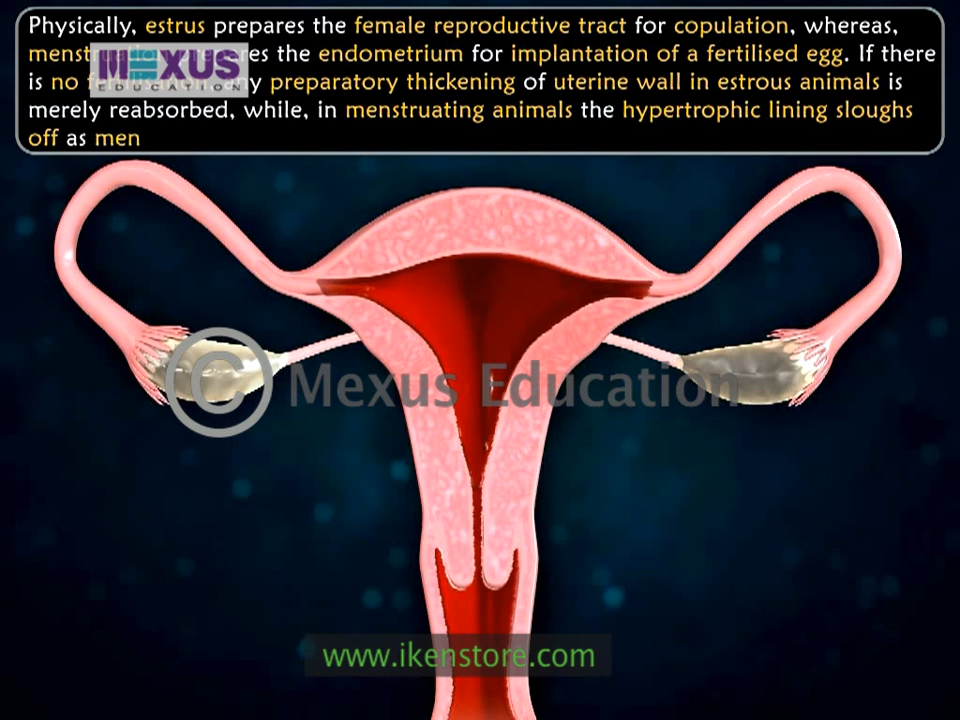 Physically, estrus prepares the female reproductive tract for copulation, whereas,
the endometrium for implantation of a fertilised egg. If there
is no preparatory thickening of uterine wall in estrous animals is
merely reabsorbed, while, in menstruating animals the hypertrophic lining sloughs
off as men
MEXUS
EDUCATION
© Mexus Education
www.ikenstore.com